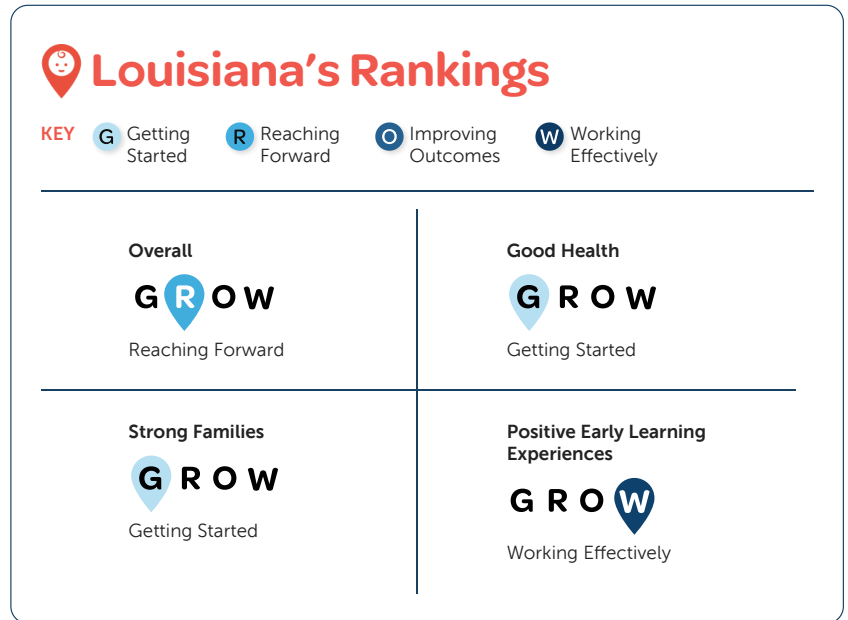 Louisiana's Rankings
KEY G Getting Started R Reaching Forward O Improving Outcomes W Working Effectively
Overall
G R O W
Reaching Forward
Good Health
G R O W
Getting Started
Strong Families
G R O W
Getting Started
Positive Early Learning
Experiences
G R O W
Working Effectively